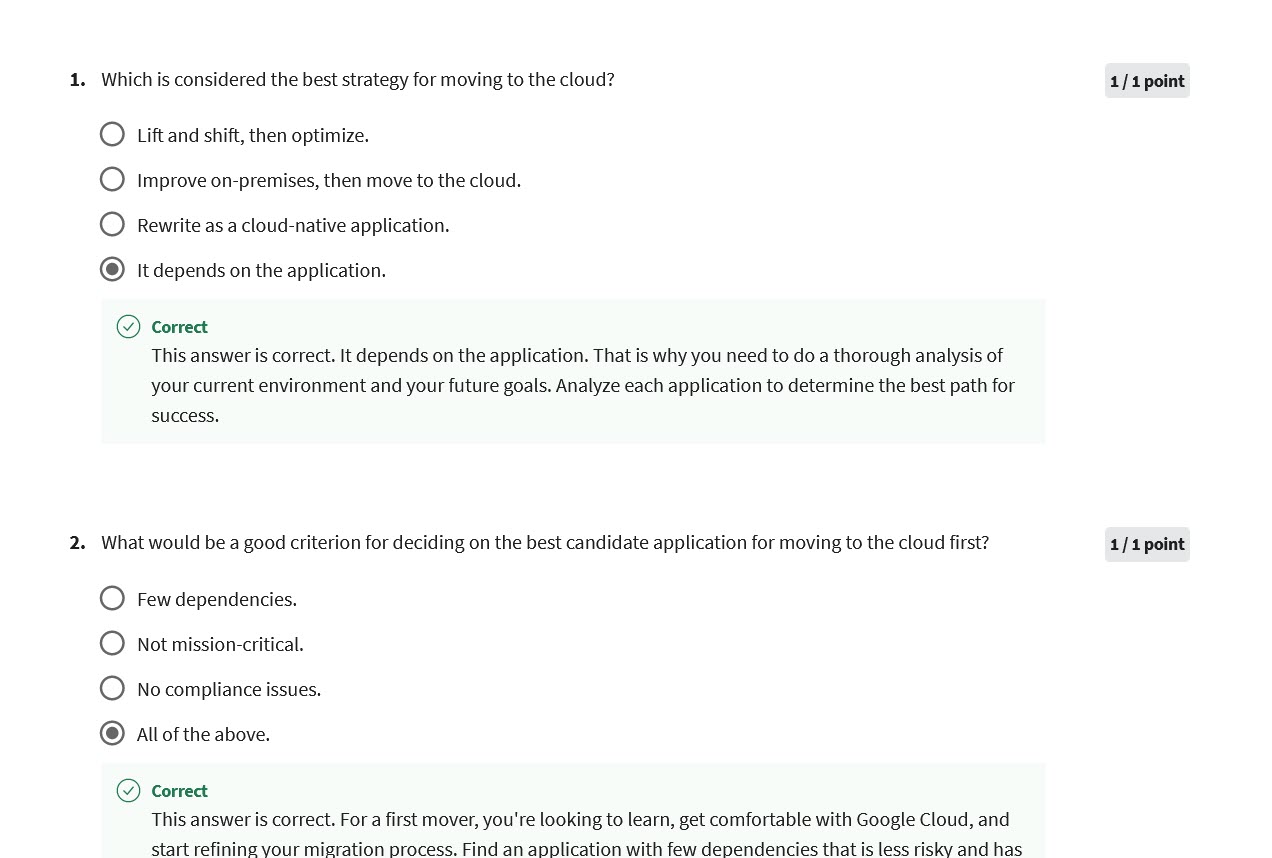 1. Which is considered the best strategy for moving to the cloud?
1 / 1 point
Lift and shift, then optimize.
Improve on-premises, then move to the cloud.
Rewrite as a cloud-native application.
It depends on the application.
Correct
This answer is correct. It depends on the application. That is why you need to do a thorough analysis of
your current environment and your future goals. Analyze each application to determine the best path for
success.
2. What would be a good criterion for deciding on the best candidate application for moving to the cloud first?
1 / 1 point
Few dependencies.
Not mission-critical.
No compliance issues.
All of the above.
Correct
This answer is correct. For a first mover, you're looking to learn, get comfortable with Google Cloud, and
start refining your migration process. Find an application with few dependencies that is less risky and has